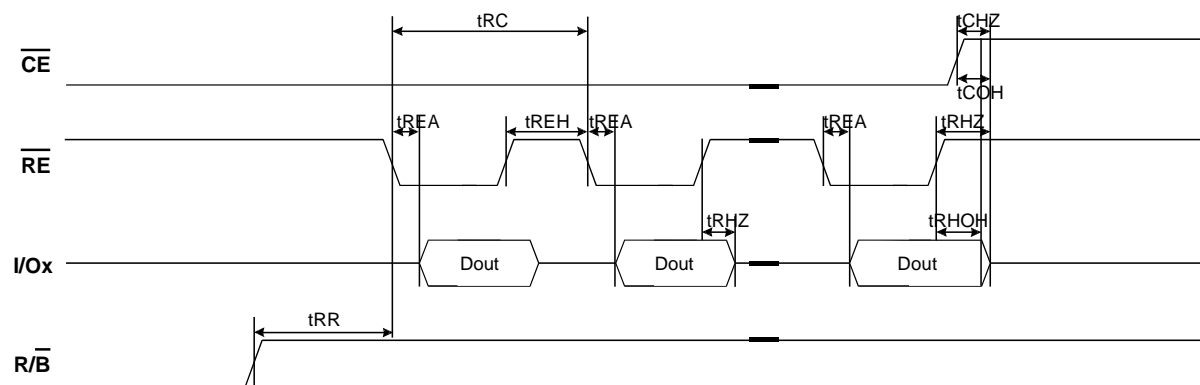 tRC
tCHZ
CE
tCOH
tREA
tREH
tREA
tREA
tRHZ
RE
tRHZ
tRHOH
I/Ox
Dout
Dout
Dout
tRR
R/B